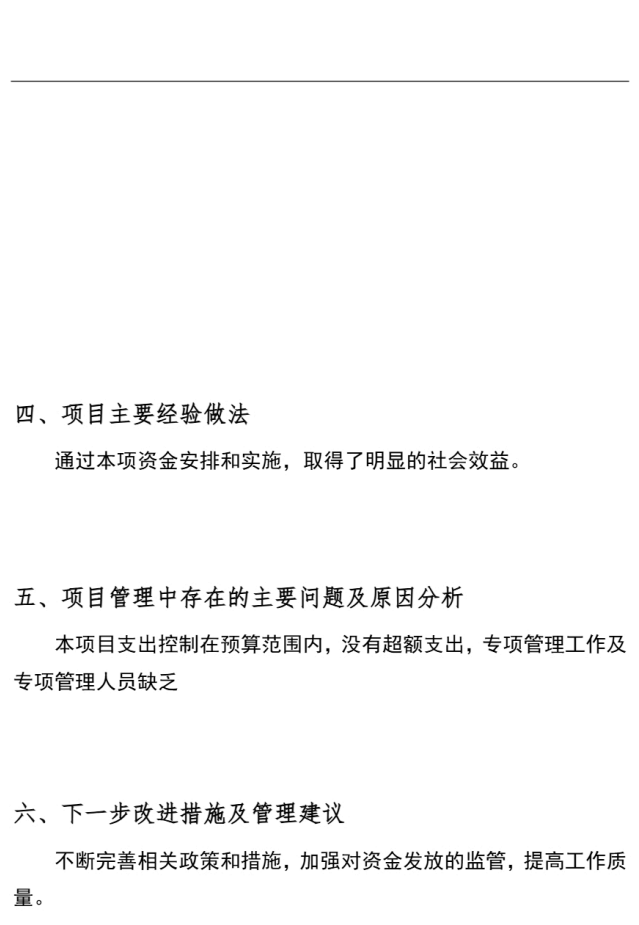 四、项目主要经验做法
通过本项资金安排和实施，取得了明显的社会效益。
五、项目管理中存在的主要问题及原因分析
本项目支出控制在预算范围内，没有超额支出，专项管理工作及
专项管理人员缺乏
六、下一步改进措施及管理建议
不断完善相关政策和措施，加强对资金发放的监管，提高工作质
量。